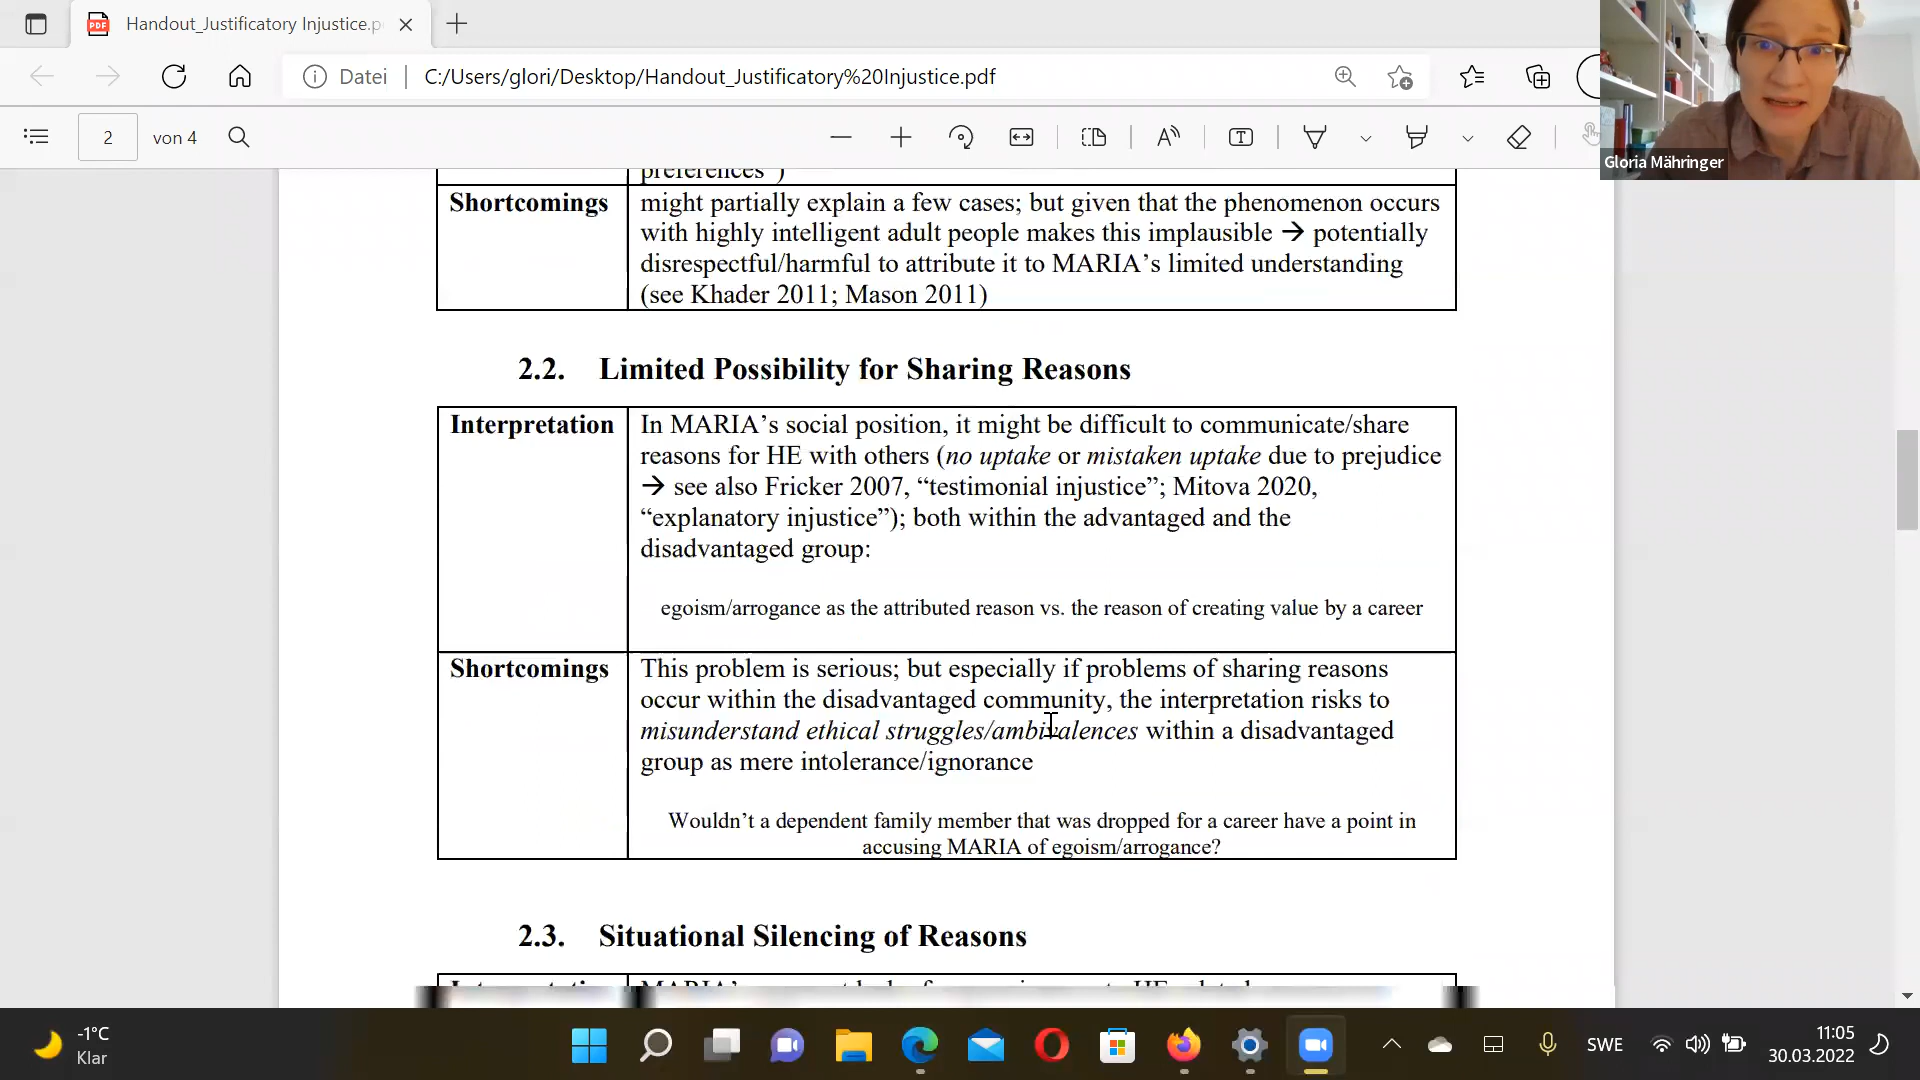 Handout_Justificatory Injustice.p
Datei
C:/Users/glori/Desktop/Handout_Justificatory%20Injustice.pdf
2 von 4
Gloria Mähringer
preferences")
Shortcomings
might partially explain a few cases; but given that the phenomenon occurs
with highly intelligent adult people makes this implausible → potentially
disrespectful/harmful to attribute it to MARIA's limited understanding
(see Khader 2011; Mason 2011)
2.2. Limited Possibility for Sharing Reasons
Interpretation
In MARIA's social position, it might be difficult to communicate/share
reasons for HE with others (no uptake or mistaken uptake due to prejudice
→ see also Fricker 2007, “testimonial injustice”; Mitova 2020,
“explanatory injustice”); both within the advantaged and the
disadvantaged group:
egoism/arrogance as the attributed reason vs. the reason of creating value by a career
Shortcomings
This problem is serious; but especially if problems of sharing reasons
occur within the disadvantaged community, the interpretation risks to
misunderstand ethical struggles/ambivalences within a disadvantaged
group as mere intolerance/ignorance
Wouldn't a dependent family member that was dropped for a career have a point in
accusing MARIA of egoism/arrogance?
2.3. Situational Silencing of Reasons
-1°C
Klar
SWE
11:05
30.03.2022